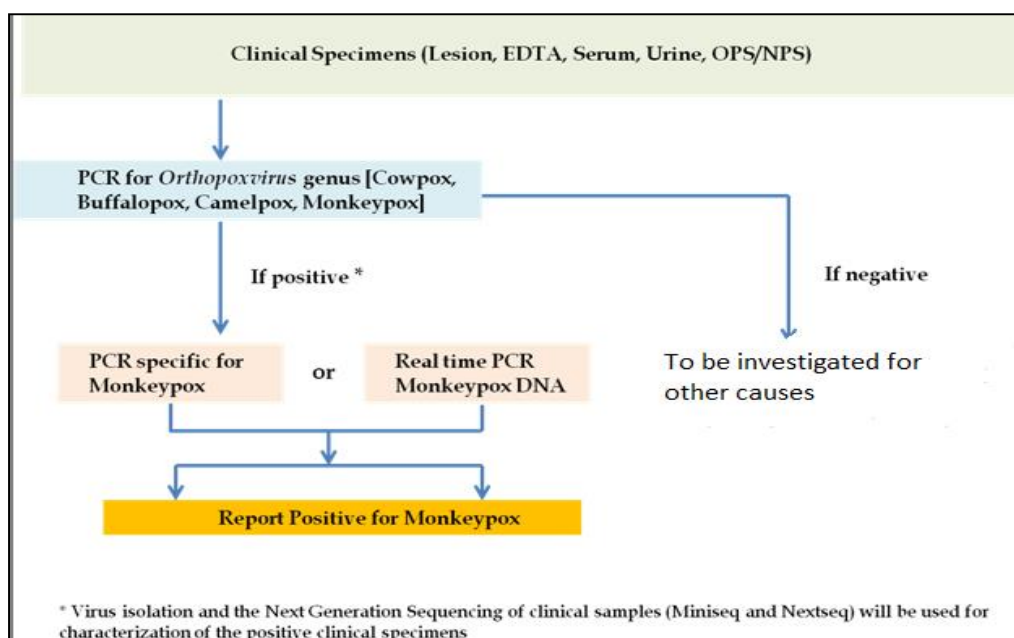 Clinical Specimens (Lesion, EDTA, Serum, Urine, OPS/NPS)
PCR for Orthopoxvirus genus [Cowpox,
Buffalopox, Camelpox, Monkeypox]
If positive *
If negative
PCR specific for
Monkeypox
or
Real time PCR
Monkeypox DNA
To be investigated for
other causes
Report Positive for Monkeypox
* Virus isolation and the Next Generation Sequencing of clinical samples (Miniseq and Nextseq) will be used for
characterization of the positive clinical specimens